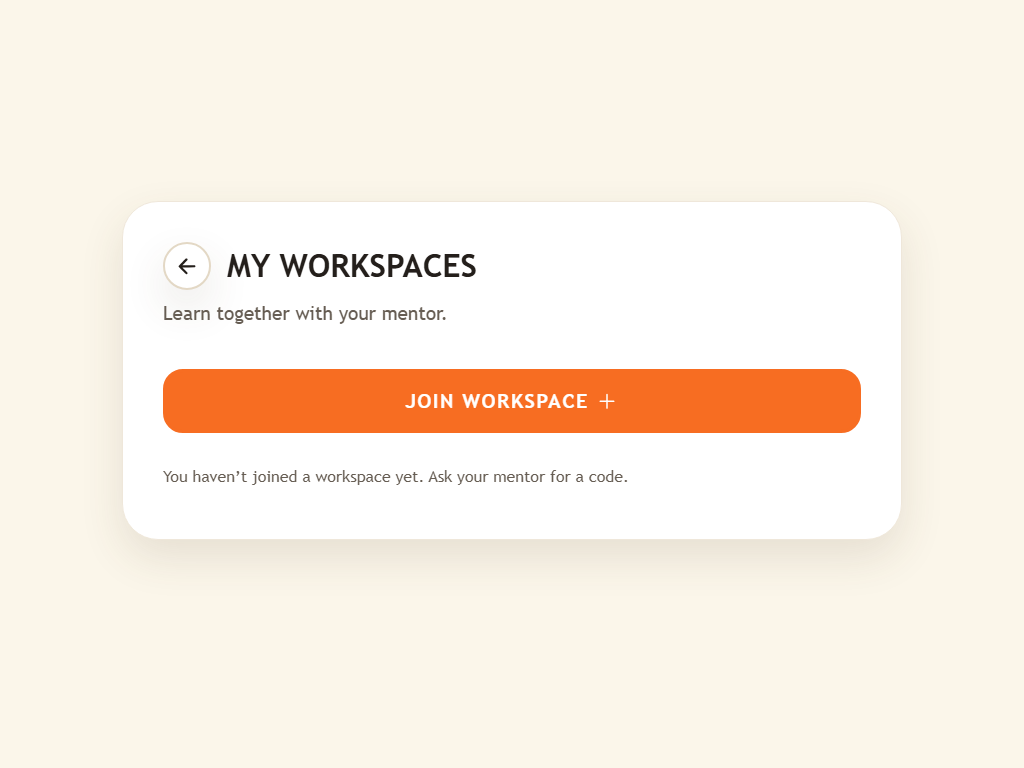 MY WORKSPACES
Learn together with your mentor.
JOIN WORKSPACE +
You haven’t joined a workspace yet. Ask your mentor for a code.